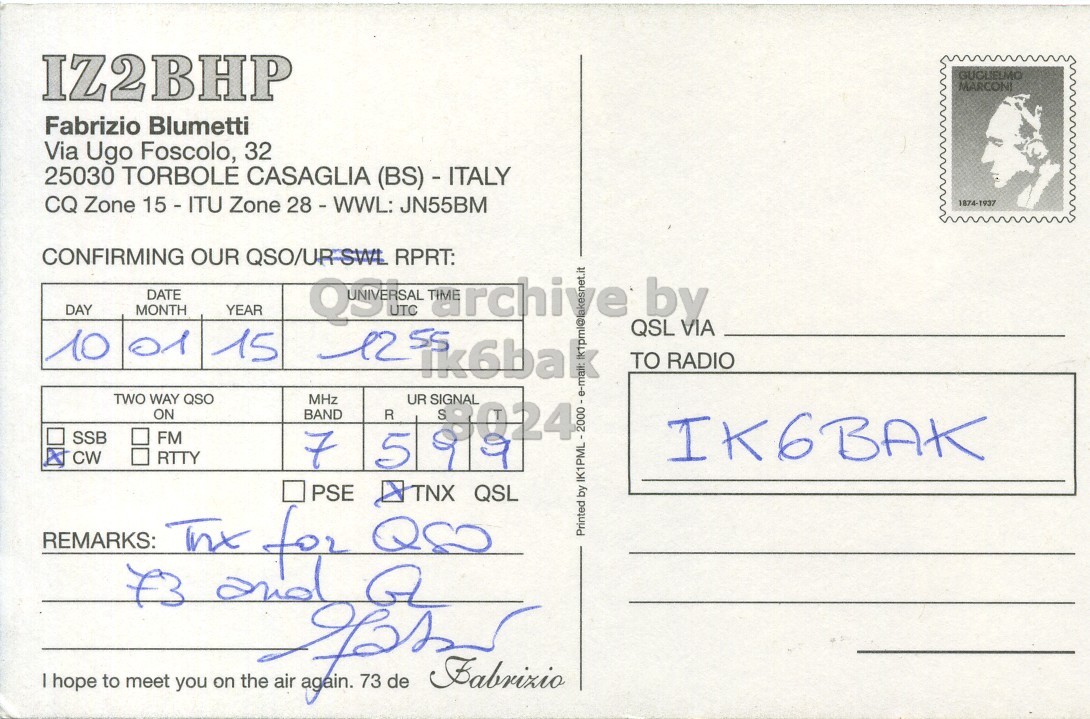 IZ2BHP
Fabrizio Blumetti
Via Ugo Foscolo, 32
25030 TORBOLE CASAGLIA (BS) - ITALY
CQ Zone 15 - ITU Zone 28 - WWL: JN55BM
CONFIRMING OUR QSO/UR SWL RPRT:
DATE UNIVERSAL TIME
DAY MONTH YEAR UTC
10 01 15 12 55
TWO WAY QSO MHz UR SIGNAL
ON BAND R S T
SSB FM
CW RTTY
7 5 9 9
PSE TNX QSL
REMARKS: Tnx for QSO
73 and GL
I hope to meet you on the air again. 73 de Fabrizio
Printed by IK1PML - 2000 - e-mail: ik1pml@lakesnet.it
GUGLIELMO
MARCONI
1874-1937
QSL VIA
TO RADIO
IK6BAK
QSL archive by
ik6bak
8024